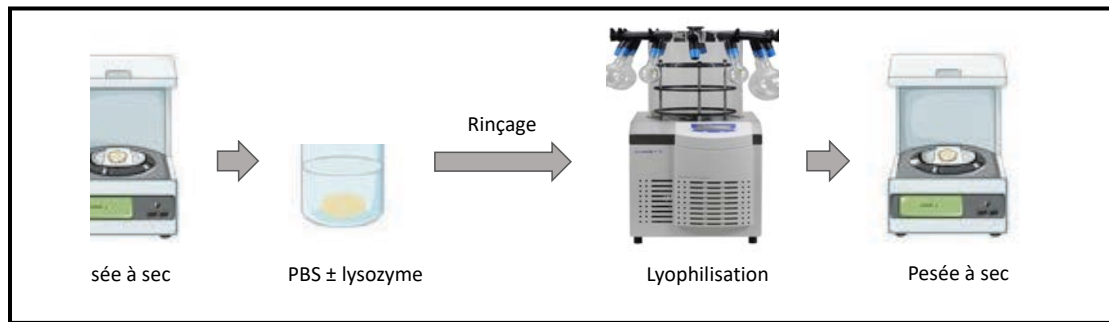 Rinçage
sée à sec
PBS ± lysozyme
Lyophilisation
Pesée à sec